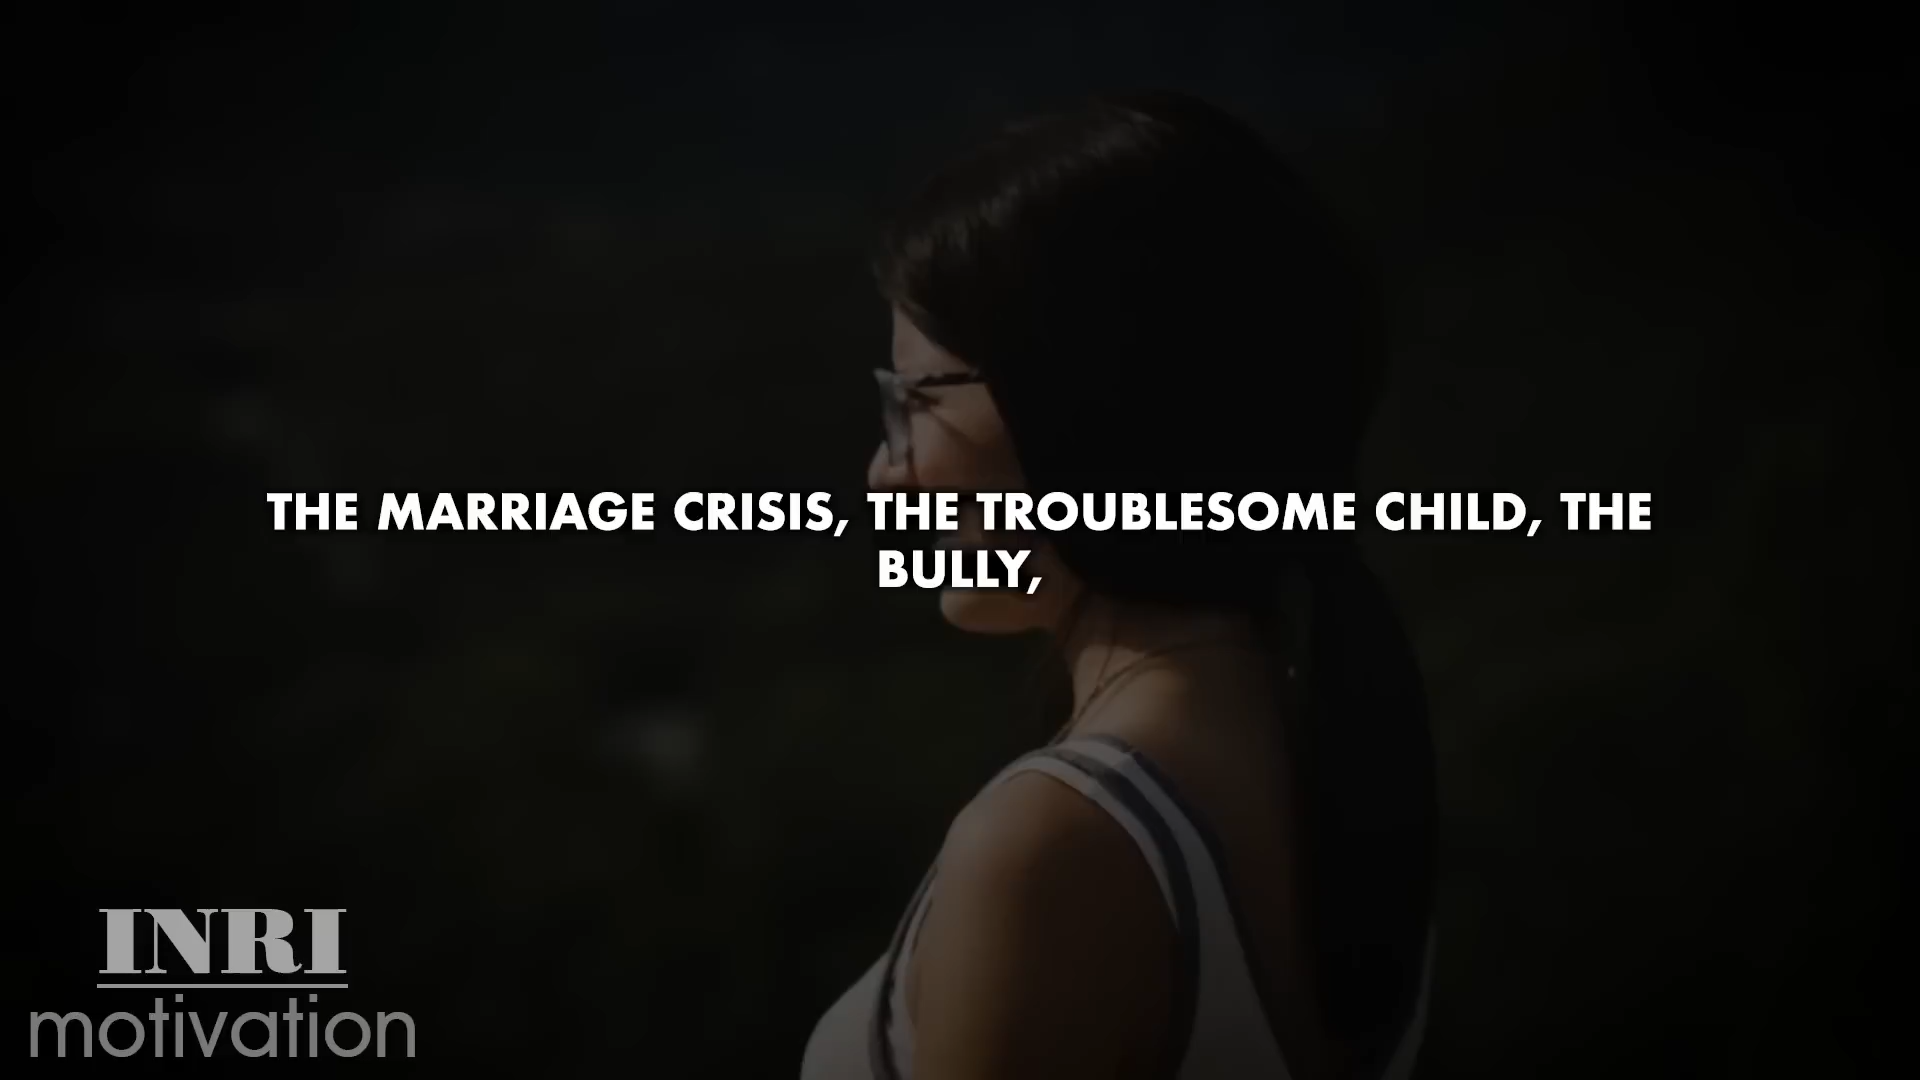 THE MARRIAGE CRISIS, THE TROUBLESOME CHILD, THE
BULLY,
INRI
motivation